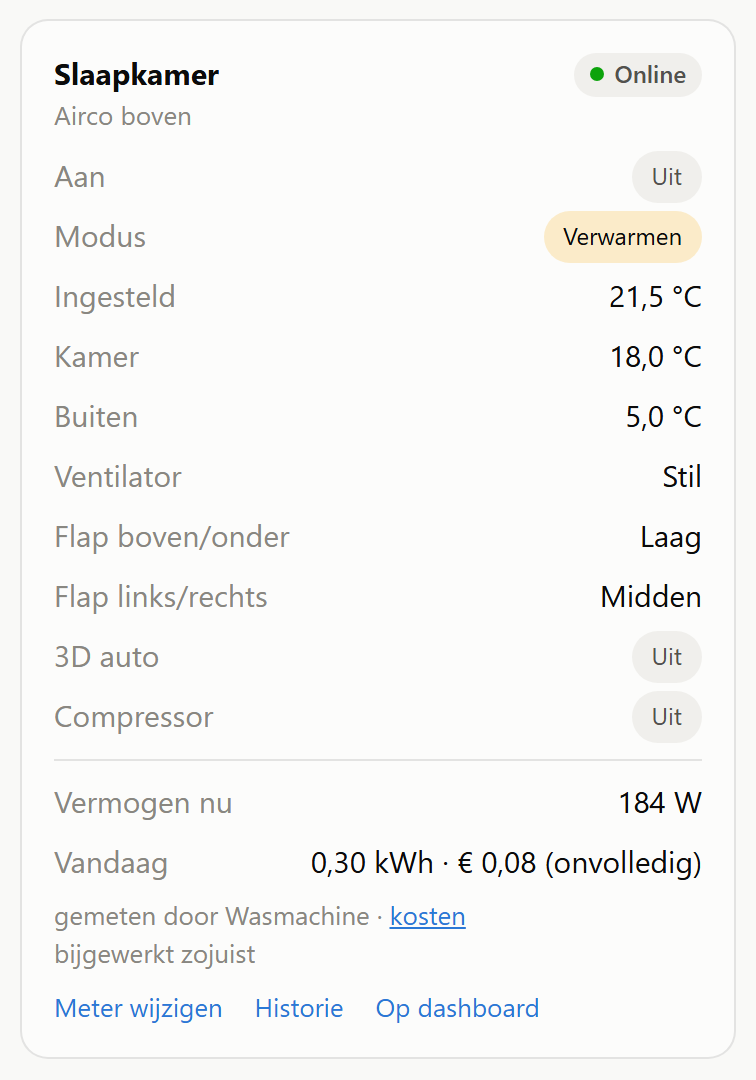 Slaapkamer Online
Airco boven
Aan Uit
Modus Verwarmen
Ingesteld 21,5 °C
Kamer 18,0 °C
Buiten 5,0 °C
Ventilator Stil
Flap boven/onder Laag
Flap links/rechts Midden
3D auto Uit
Compressor Uit
Vermogen nu 184 W
Vandaag 0,30 kWh · € 0,08 (onvolledig)
gemeten door Wasmachine · kosten
bijgewerkt zojuist
Meter wijzigen Historie Op dashboard